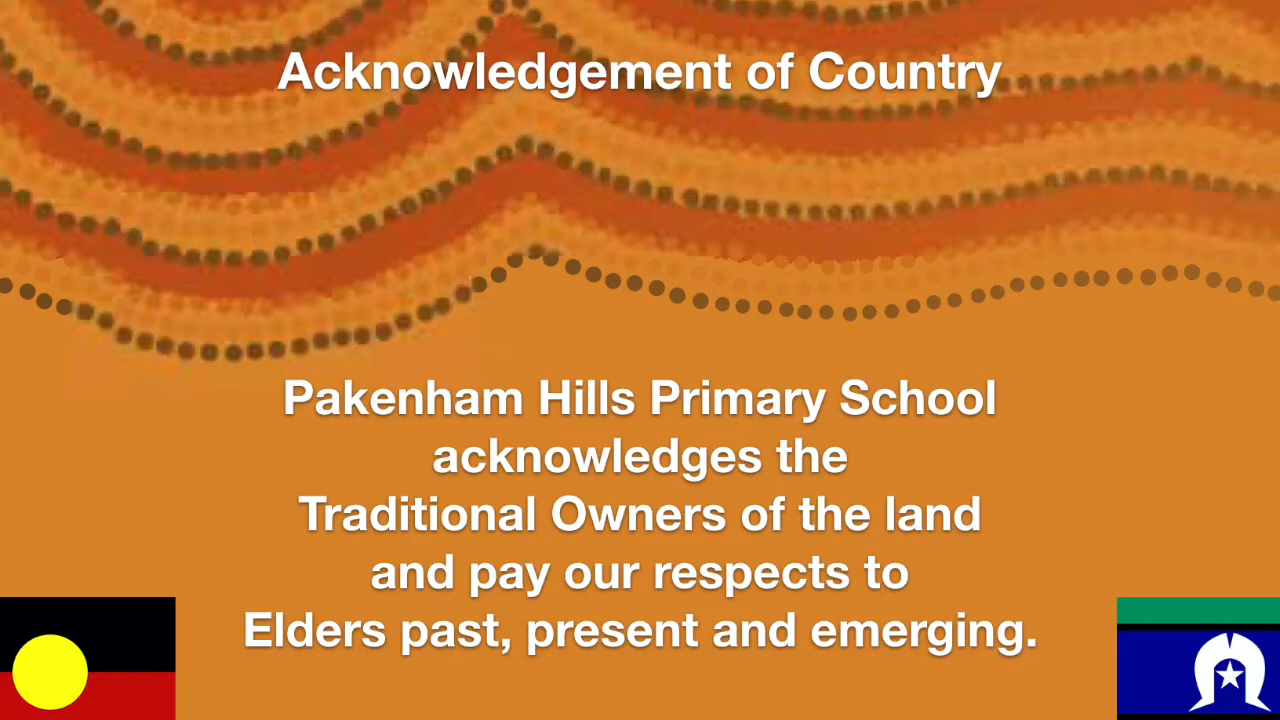 Acknowledgement of Country
Pakenham Hills Primary School
acknowledges the
Traditional Owners of the land
and pay our respects to
Elders past, present and emerging.